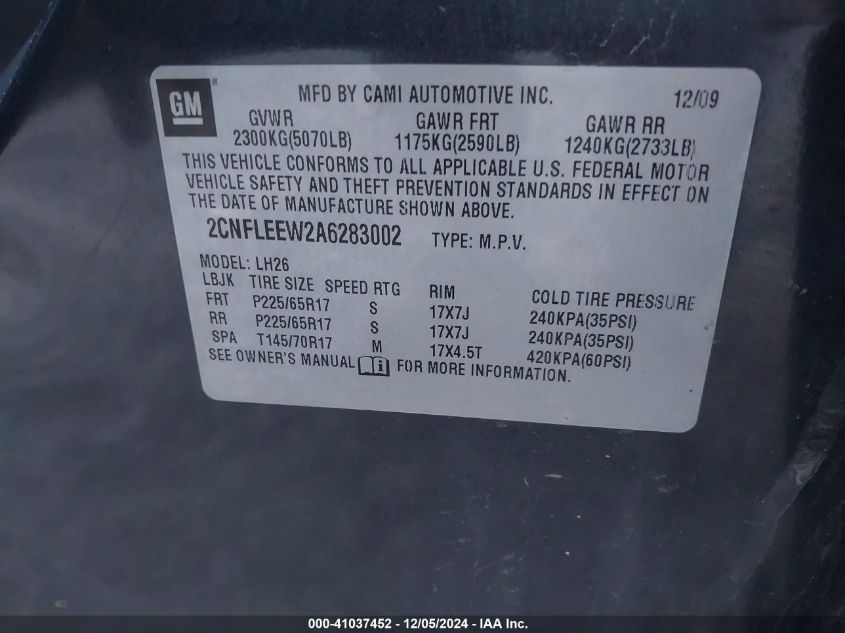 GM® MFD BY CAMI AUTOMOTIVE INC. 12/09
GVWR GAWR FRT GAWR RR
2300KG(5070LB) 1175KG(2590LB) 1240KG(2733LB)
THIS VEHICLE CONFORMS TO ALL APPLICABLE U.S. FEDERAL MOTOR
VEHICLE SAFETY AND THEFT PREVENTION STANDARDS IN EFFECT ON
THE DATE OF MANUFACTURE SHOWN ABOVE.
2CNFLEEW2A6283002 TYPE: M.P.V.
MODEL: LH26
LBJK TIRE SIZE SPEED RTG RIM COLD TIRE PRESSURE
FRT P225/65R17 S 17X7J 240KPA(35PSI)
RR P225/65R17 S 17X7J 240KPA(35PSI)
SPA T145/70R17 M 17X4.5T 420KPA(60PSI)
SEE OWNER'S MANUAL FOR MORE INFORMATION.
000-41037452 - 12/05/2024 - IAA Inc.